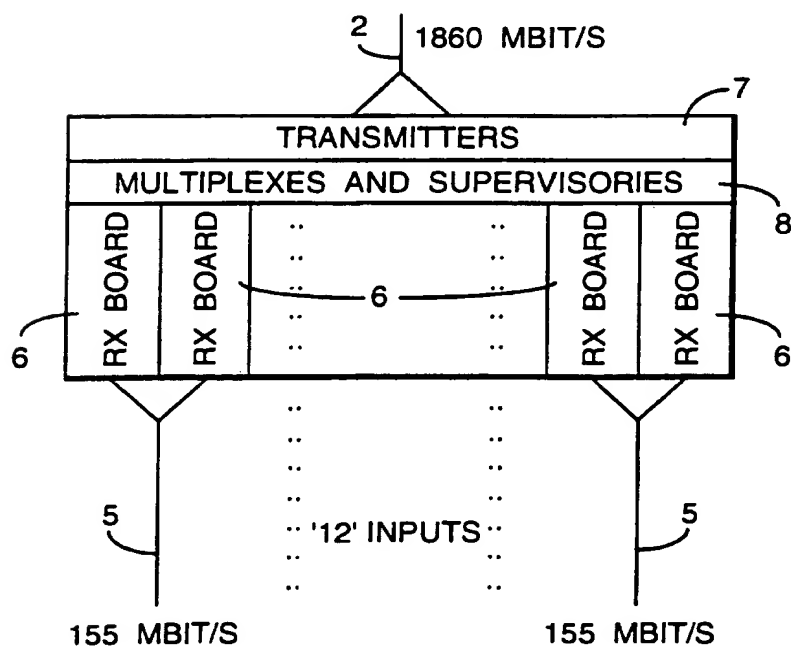 2
1860 MBIT/S
7
TRANSMITTERS
MULTIPLEXES AND SUPERVISORIES
8
RX BOARD
RX BOARD
RX BOARD
RX BOARD
6
6
6
5
'12' INPUTS
5
155 MBIT/S
155 MBIT/S